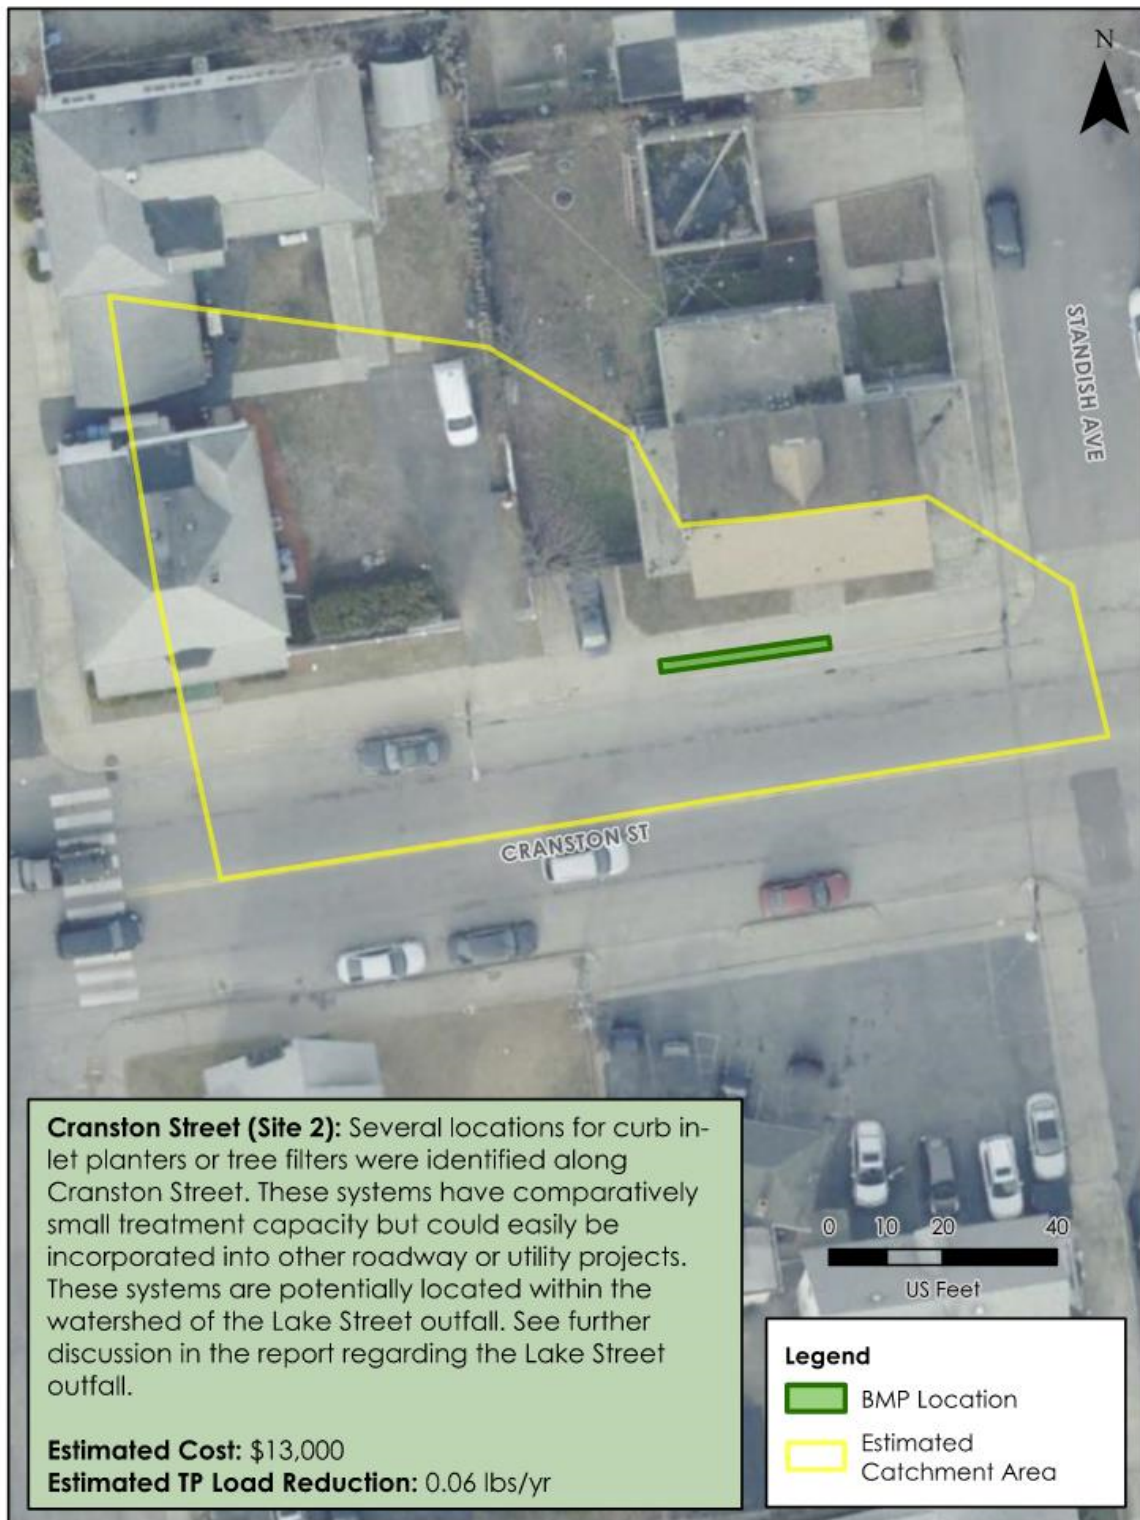 N
STANDISH AVE
CRANSTON ST
Cranston Street (Site 2): Several locations for curb in-
let planters or tree filters were identified along
Cranston Street. These systems have comparatively
small treatment capacity but could easily be
incorporated into other roadway or utility projects.
These systems are potentially located within the
watershed of the Lake Street outfall. See further
discussion in the report regarding the Lake Street
outfall.
Estimated Cost: $13,000
Estimated TP Load Reduction: 0.06 lbs/yr
0 10 20 40
US Feet
Legend
BMP Location
Estimated
Catchment Area